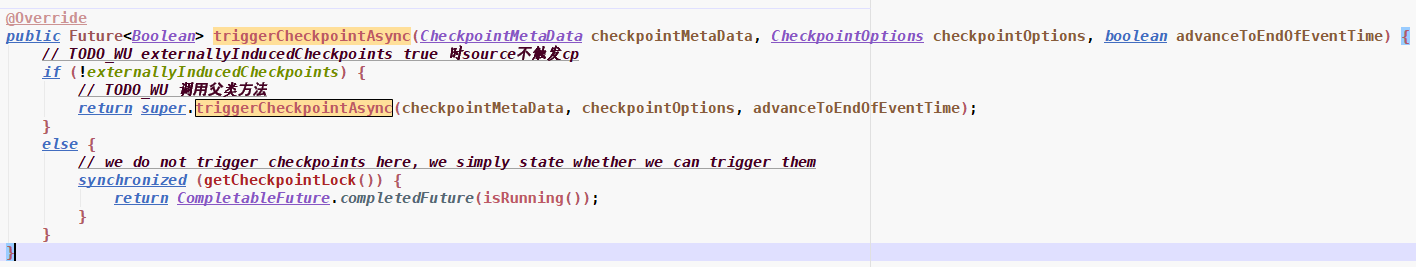 @Override
public Future<Boolean> triggerCheckpointAsync(CheckpointMetaData checkpointMetaData, CheckpointOptions checkpointOptions, boolean advanceToEndOfEventTime) {
// TODO_WU externallyInducedCheckpoints true 时source不触发cp
if (!externallyInducedCheckpoints) {
// TODO_WU 调用父类方法
return super.triggerCheckpointAsync(checkpointMetaData, checkpointOptions, advanceToEndOfEventTime);
}
else {
// we do not trigger checkpoints here, we simply state whether we can trigger them
synchronized (getCheckpointLock()) {
return CompletableFuture.completedFuture(isRunning());
}
}
}